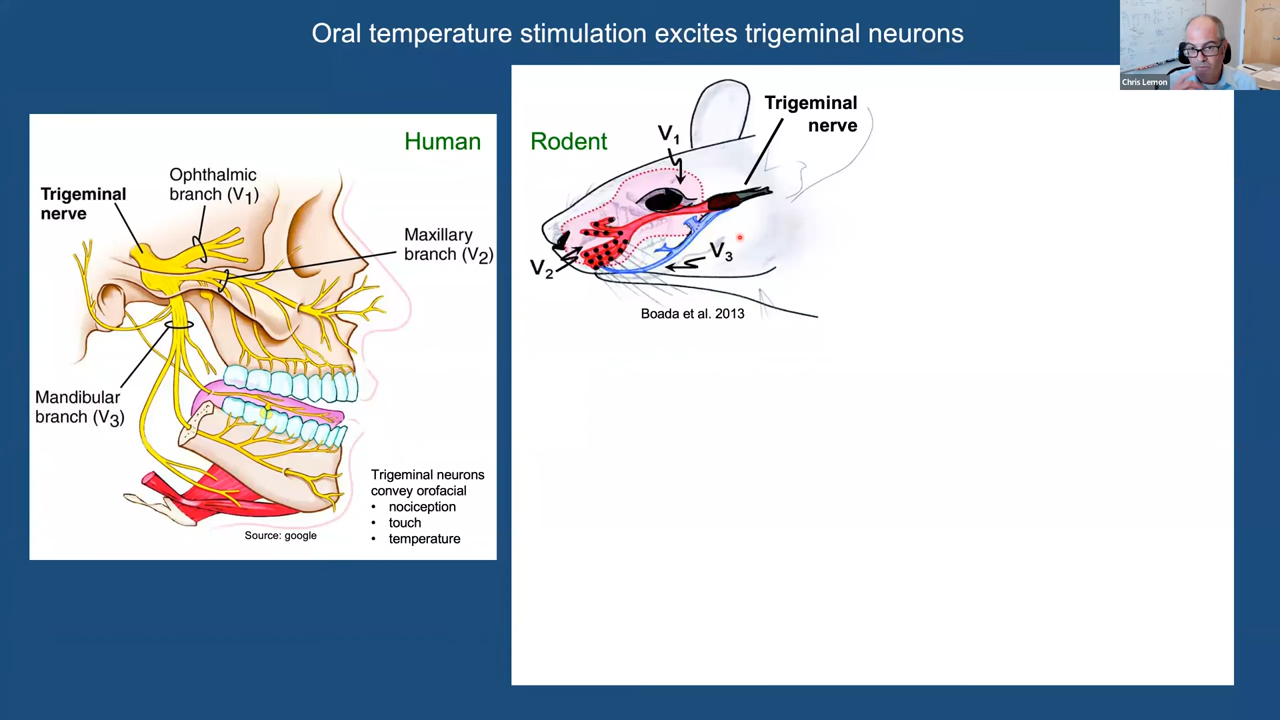 Oral temperature stimulation excites trigeminal neurons
Chris Lemon
Human
Ophthalmic
branch (V1)
Trigeminal
nerve
Maxillary
branch (V2)
Mandibular
branch (V3)
Trigeminal neurons
convey orofacial
• nociception
• touch
• temperature
Source: google
Rodent
Trigeminal
nerve
V1
V2
V3
Boada et al. 2013